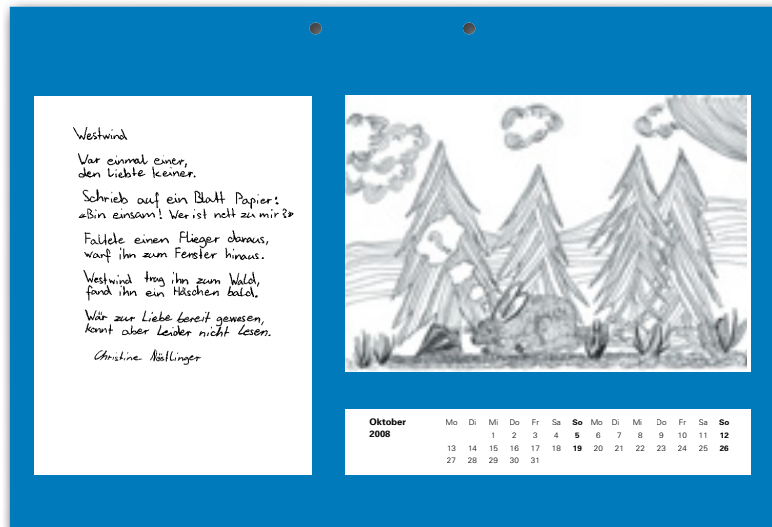 Westwind
War einmal einer,
den liebte keiner.
Schrieb auf ein Blatt Papier:
»Bin einsam! Wer ist nett zu mir?»
Faltete einen Flieger daraus,
warf ihn zum Fenster hinaus.
Westwind trug ihn zum Wald,
fand ihn ein Häschen bald.
Wär zur Liebe bereit gewesen,
konnt aber leider nicht lesen.
Christine Nöstlinger
Oktober
2008
Mo Di Mi Do Fr Sa So Mo Di Mi Do Fr Sa So
1 2 3 4 5 6 7 8 9 10 11 12
13 14 15 16 17 18 19 20 21 22 23 24 25 26
27 28 29 30 31